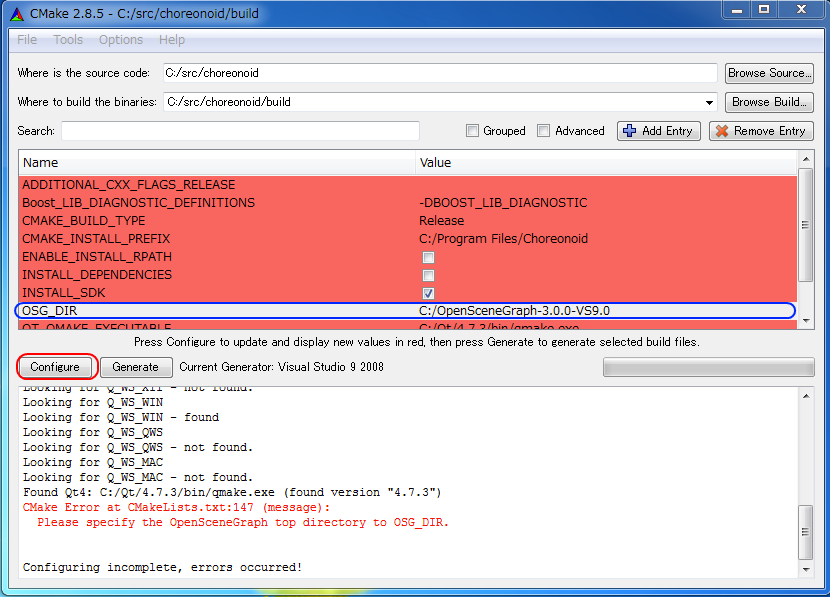 CMake 2.8.5 - C:/src/choreonoid/build
File Tools Options Help
Where is the source code: C:/src/choreonoid Browse Source...
Where to build the binaries: C:/src/choreonoid/build Browse Build...
Search: Grouped Advanced Add Entry Remove Entry
Name Value
ADDITIONAL_CXX_FLAGS_RELEASE
Boost_LIB_DIAGNOSTIC_DEFINITIONS -DBOOST_LIB_DIAGNOSTIC
CMAKE_BUILD_TYPE Release
CMAKE_INSTALL_PREFIX C:/Program Files/Choreonoid
ENABLE_INSTALL_RPATH
INSTALL_DEPENDENCIES
INSTALL_SDK
OSG_DIR C:/OpenSceneGraph-3.0.0-VS9.0
QT_QMAKE_EXECUTABLE C:/Qt/4.7.3/bin/qmake.exe
Press Configure to update and display new values in red, then press Generate to generate selected build files.
Configure Generate Current Generator: Visual Studio 9 2008
Looking for Q_WS_X11 - not found.
Looking for Q_WS_WIN
Looking for Q_WS_WIN - found
Looking for Q_WS_QWS
Looking for Q_WS_QWS - not found.
Looking for Q_WS_MAC
Looking for Q_WS_MAC - not found.
Found Qt4: C:/Qt/4.7.3/bin/qmake.exe (found version "4.7.3")
CMake Error at CMakeLists.txt:147 (message):
Please specify the OpenSceneGraph top directory to OSG_DIR.
Configuring incomplete, errors occurred!